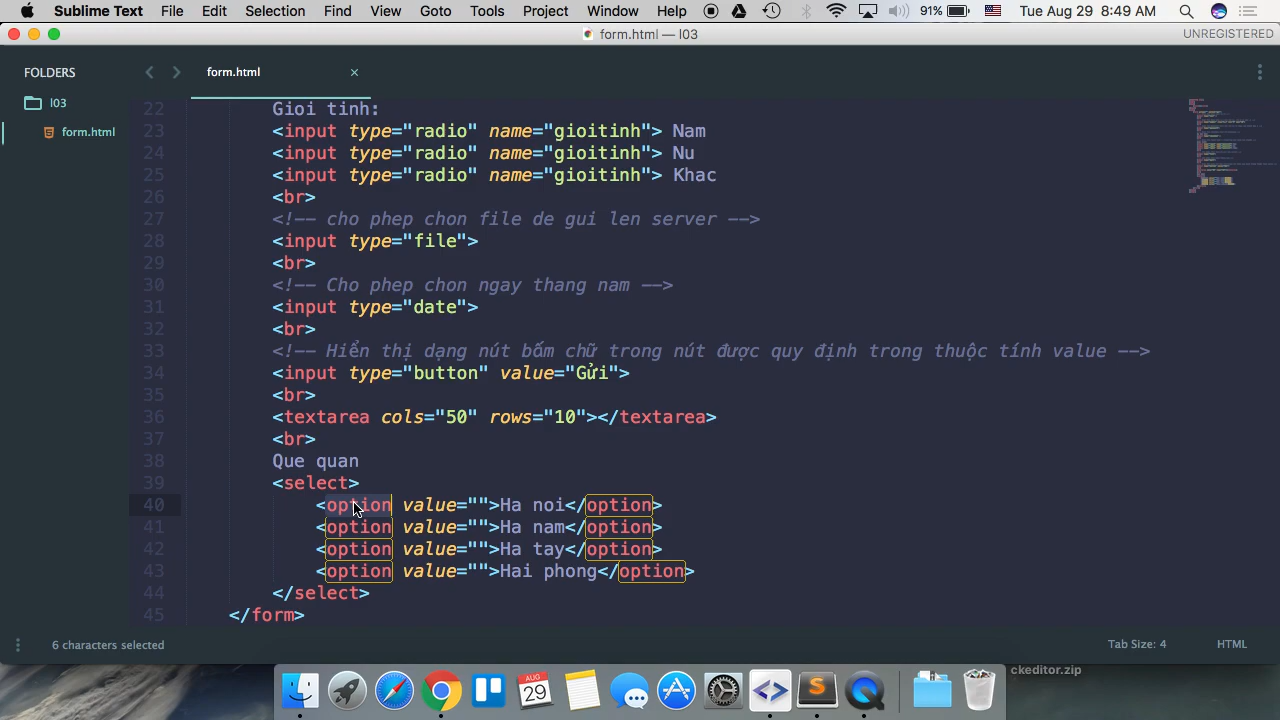 Sublime Text File Edit Selection Find View Goto Tools Project Window Help 91% Tue Aug 29 8:49 AM
form.html — l03 UNREGISTERED
FOLDERS
l03
form.html
form.html ×
22 Gioi tinh:
23 <input type="radio" name="gioitinh"> Nam
24 <input type="radio" name="gioitinh"> Nu
25 <input type="radio" name="gioitinh"> Khac
26 <br>
27 <!-- cho phep chon file de gui len server -->
28 <input type="file">
29 <br>
30 <!-- Cho phep chon ngay thang nam -->
31 <input type="date">
32 <br>
33 <!-- Hiển thị dạng nút bấm chữ trong nút được quy định trong thuộc tính value -->
34 <input type="button" value="Gửi">
35 <br>
36 <textarea cols="50" rows="10"></textarea>
37 <br>
38 Que quan
39 <select>
40 <option value="">Ha noi</option>
41 <option value="">Ha nam</option>
42 <option value="">Ha tay</option>
43 <option value="">Hai phong</option>
44 </select>
45 </form>
6 characters selected Tab Size: 4 HTML
ckeditor.zip
AUG
29